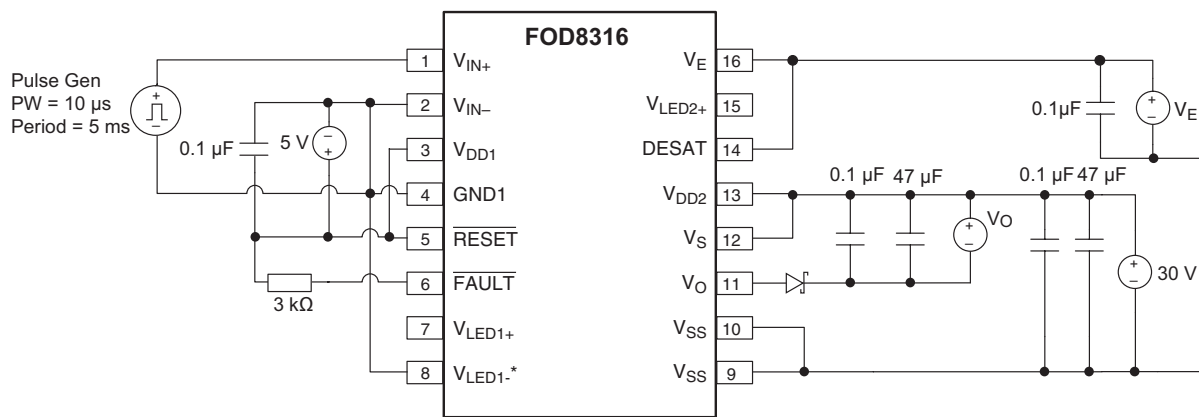 FOD8316
Pulse Gen
PW = 10 µs
Period = 5 ms
+
–
0.1 µF
5 V
–
+
3 kΩ
1 VIN+
2 VIN–
3 VDD1
4 GND1
5 RESET
6 FAULT
7 VLED1+
8 VLED1-*
VE 16
VLED2+ 15
DESAT 14
VDD2 13
VS 12
VO 11
VSS 10
VSS 9
0.1µF
+
–
VE
0.1 µF
47 µF
+
–
VO
0.1 µF
47 µF
+
–
30 V